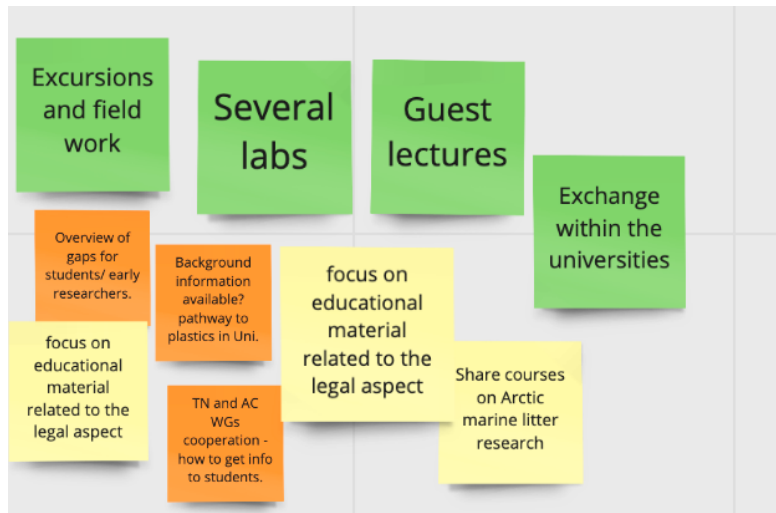 Excursions
and field
work
Several
labs
Guest
lectures
Exchange
within the
universities
Overview of
gaps for
students/ early
researchers.
Background
information
available?
pathway to
plastics in Uni.
focus on
educational
material
related to the
legal aspect
focus on
educational
material
related to the
legal aspect
TN and AC
WGs
cooperation -
how to get info
to students.
Share courses
on Arctic
marine litter
research